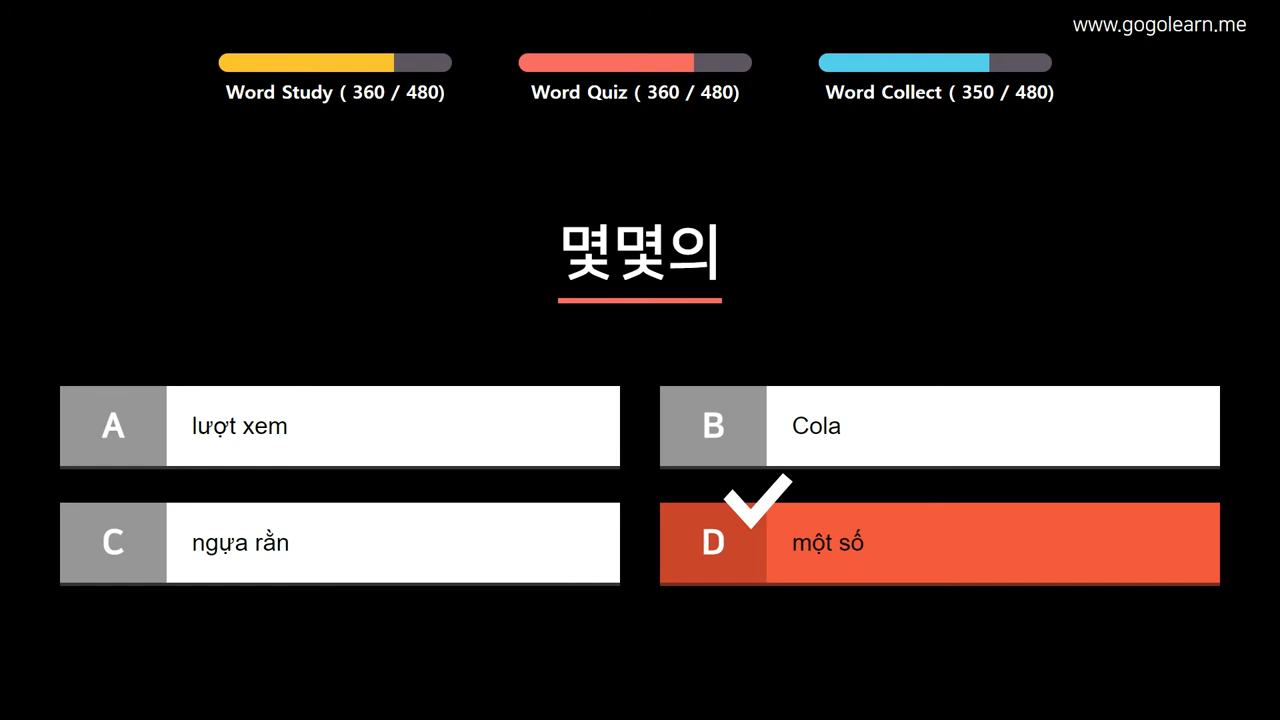 www.gogolearn.me
Word Study ( 360 / 480)
Word Quiz ( 360 / 480)
Word Collect ( 350 / 480)
몇몇의
A
lượt xem
B
Cola
C
ngựa rằn
D
một số